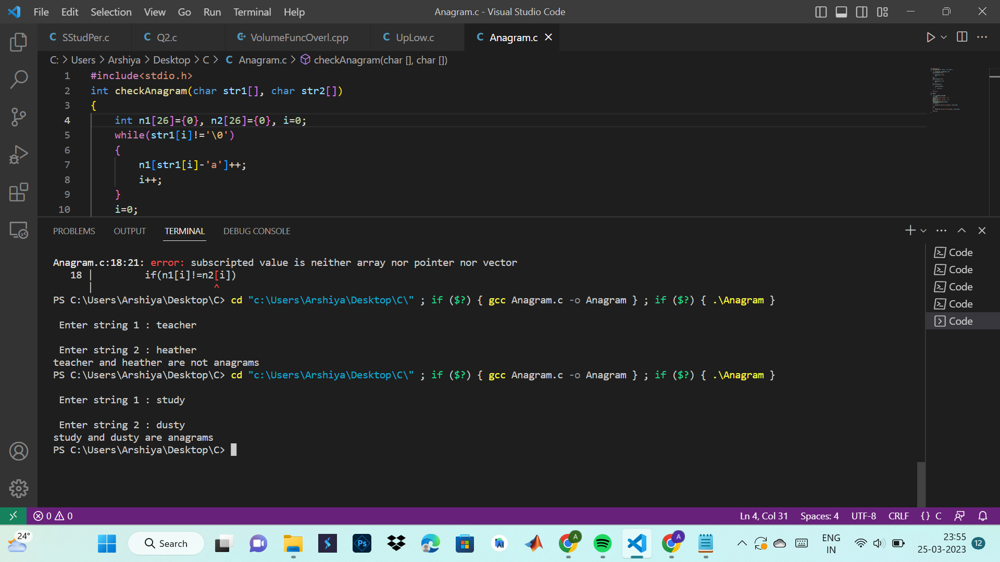 File Edit Selection View Go Run Terminal Help
Anagram.c - Visual Studio Code
C SStudPer.c
C Q2.c
VolumeFuncOverl.cpp
C UpLow.c
C Anagram.c
C: > Users > Arshiya > Desktop > C > C Anagram.c > checkAnagram(char [], char [])
1 #include<stdio.h>
2 int checkAnagram(char str1[], char str2[])
3 {
4 int n1[26]={0}, n2[26]={0}, i=0;
5 while(str1[i]!='\0')
6 {
7 n1[str1[i]-'a']++;
8 i++;
9 }
10 i=0;
PROBLEMS OUTPUT TERMINAL DEBUG CONSOLE
Anagram.c:18:21: error: subscripted value is neither array nor pointer nor vector
18 | if(n1[i]!=n2[i])
| ^
PS C:\Users\Arshiya\Desktop\C> cd "c:\Users\Arshiya\Desktop\C\" ; if ($?) { gcc Anagram.c -o Anagram } ; if ($?) { .\Anagram }
Enter string 1 : teacher
Enter string 2 : heather
teacher and heather are not anagrams
PS C:\Users\Arshiya\Desktop\C> cd "c:\Users\Arshiya\Desktop\C\" ; if ($?) { gcc Anagram.c -o Anagram } ; if ($?) { .\Anagram }
Enter string 1 : study
Enter string 2 : dusty
study and dusty are anagrams
PS C:\Users\Arshiya\Desktop\C>
Code
Code
Code
Code
Code
0 0
Ln 4, Col 31 Spaces: 4 UTF-8 CRLF {} C
24°
Search
Ps
A
A
ENG
IN
23:55
25-03-2023
12